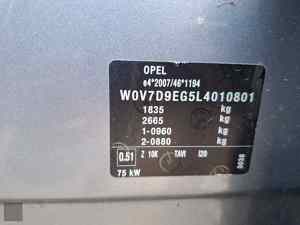 OPEL
e4*2007/46*1194
W0V7D9EG5L4010801
1835 kg
2665 kg
1-0960 kg
2-0880 kg
0.51 Z 10K TAVI I20
75 kW